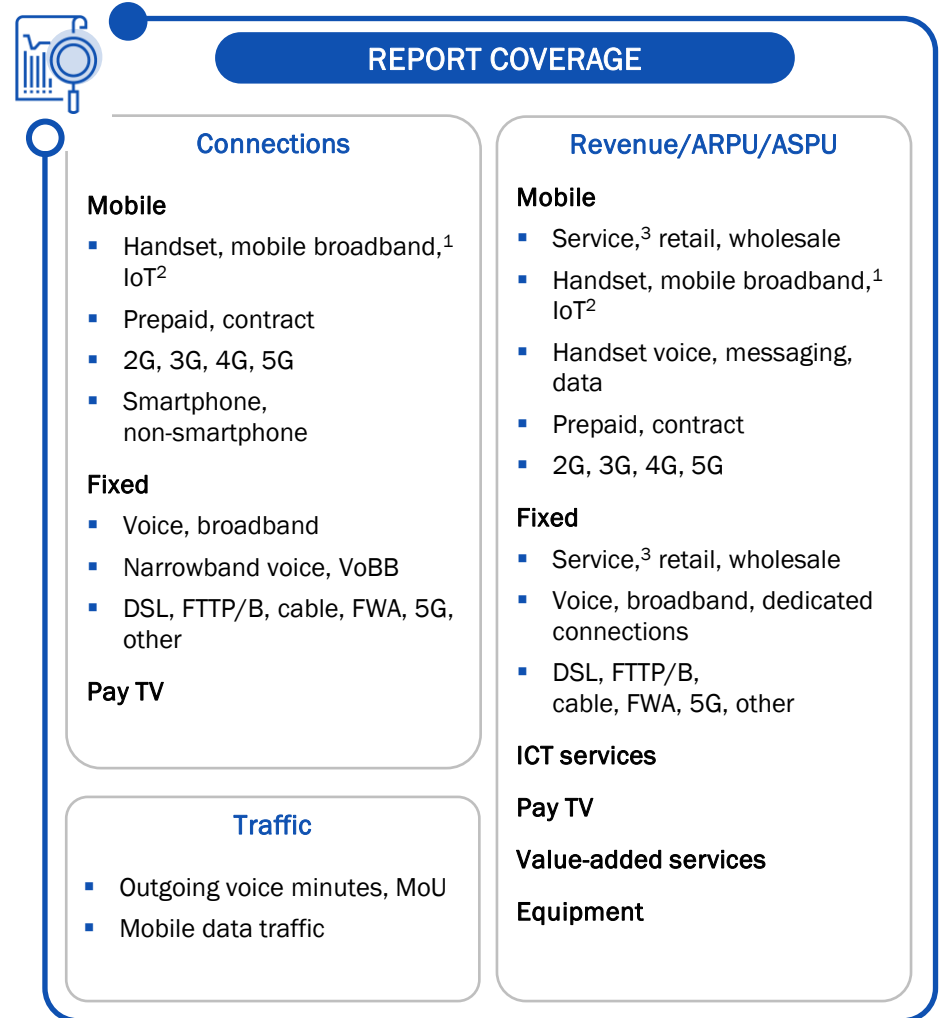 REPORT COVERAGE
Connections
Mobile
▪ Handset, mobile broadband,¹
IoT²
▪ Prepaid, contract
▪ 2G, 3G, 4G, 5G
▪ Smartphone,
non-smartphone
Fixed
▪ Voice, broadband
▪ Narrowband voice, VoBB
▪ DSL, FTTP/B, cable, FWA, 5G,
other
Pay TV
Traffic
▪ Outgoing voice minutes, MoU
▪ Mobile data traffic
Revenue/ARPU/ASPU
Mobile
▪ Service,³ retail, wholesale
▪ Handset, mobile broadband,¹
IoT²
▪ Handset voice, messaging,
data
▪ Prepaid, contract
▪ 2G, 3G, 4G, 5G
Fixed
▪ Service,³ retail, wholesale
▪ Voice, broadband, dedicated
connections
▪ DSL, FTTP/B,
cable, FWA, 5G, other
ICT services
Pay TV
Value-added services
Equipment